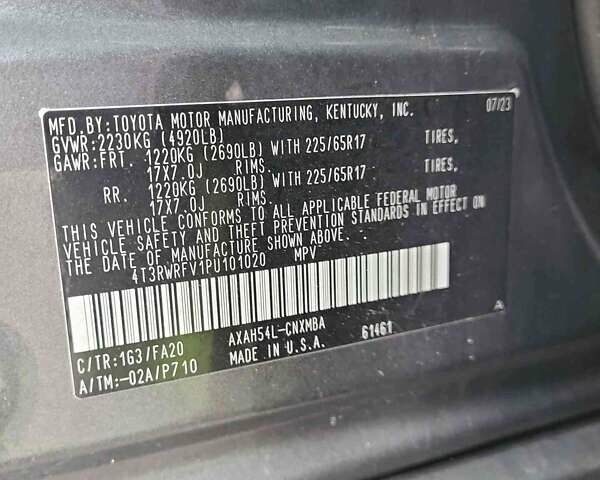 MFD.BY:TOYOTA MOTOR MANUFACTURING, KENTUCKY, INC. 07/23
GVWR:2230KG (4920LB)
GAWR:FRT. 1220KG (2690LB) WITH 225/65R17 TIRES,
17X7.0J RIMS
RR. 1220KG (2690LB) WITH 225/65R17 TIRES,
17X7.0J RIMS
THIS VEHICLE CONFORMS TO ALL APPLICABLE FEDERAL MOTOR
VEHICLE SAFETY AND THEFT PREVENTION STANDARDS IN EFFECT ON
THE DATE OF MANUFACTURE SHOWN ABOVE.
4T3RWRFV1PU101020 MPV
C/TR:1G3/FA20 AXAH54L-CNXMBA 61461 A
A/TM:-02A/P710 MADE IN U.S.A.